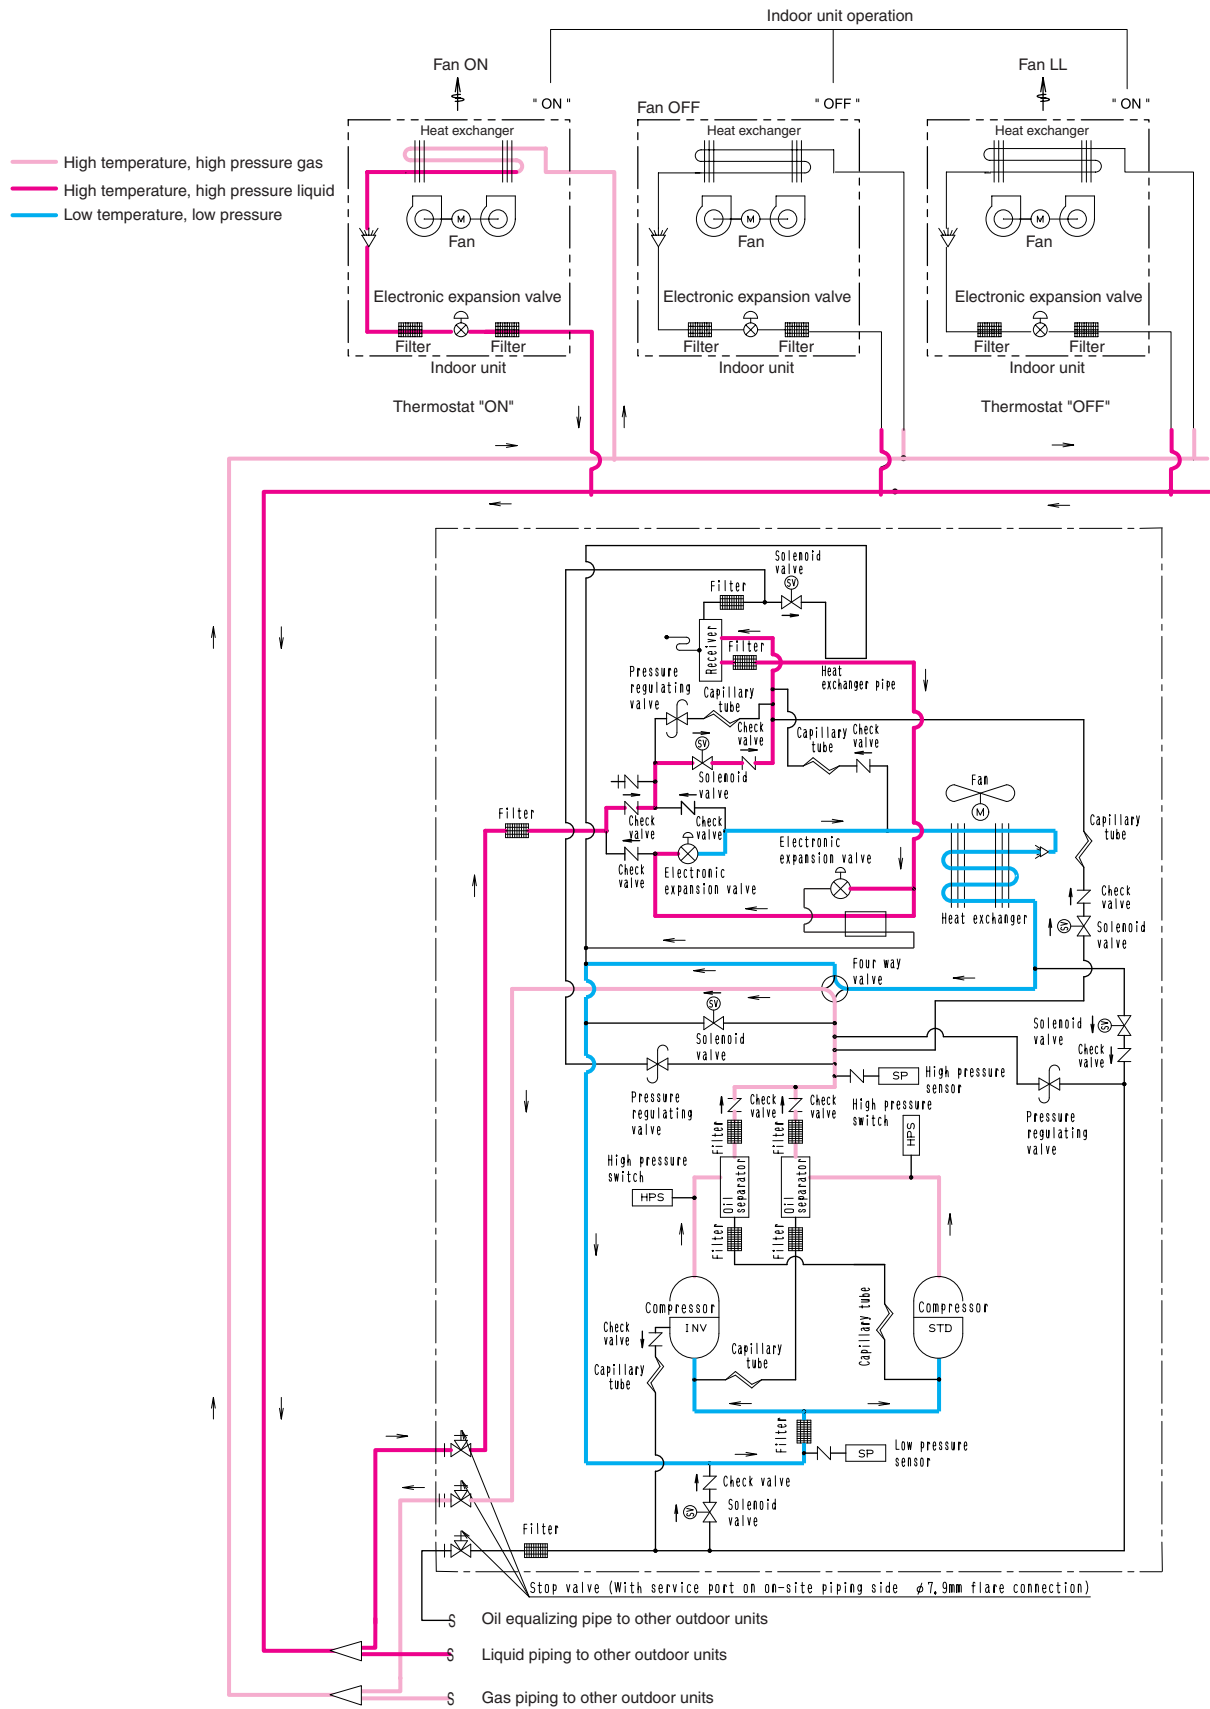 Indoor unit operation
Fan ON
Fan LL
" ON "
Fan OFF
" OFF "
" ON "
Heat exchanger
Heat exchanger
Heat exchanger
High temperature, high pressure gas
High temperature, high pressure liquid
Low temperature, low pressure
M
M
M
Fan
Fan
Fan
Electronic expansion valve
Electronic expansion valve
Electronic expansion valve
Filter
Filter
Filter
Filter
Filter
Filter
Indoor unit
Indoor unit
Indoor unit
Thermostat "ON"
Thermostat "OFF"
Solenoid
valve
SV
Filter
Receiver
Filter
Heat
exchanger pipe
Pressure
regulating
valve
Capillary
tube
Check
valve
SV
Capillary
tube
Check
valve
Solenoid
valve
Fan
M
Filter
Check
valve
Check
valve
Capillary
tube
Electronic
expansion valve
Check
valve
Electronic
expansion valve
Check
valve
Heat exchanger
SV
Solenoid
valve
Four way
valve
SV
Solenoid
valve
Solenoid
valve
SV
Check
valve
Pressure
regulating
valve
SP
High pressure
sensor
Check
valve
Check
valve
High pressure
switch
HPS
Pressure
regulating
valve
Filter
Filter
High pressure
switch
HPS
Oil
separator
Oil
separator
Filter
Filter
Compressor
INV
Compressor
STD
Check
valve
Capillary
tube
Capillary
tube
Capillary tube
Filter
SP
Low pressure
sensor
Check valve
SV
Solenoid
valve
Filter
Stop valve (With service port on on-site piping side φ7.9mm flare connection)
S
Oil equalizing pipe to other outdoor units
S
Liquid piping to other outdoor units
S
Gas piping to other outdoor units